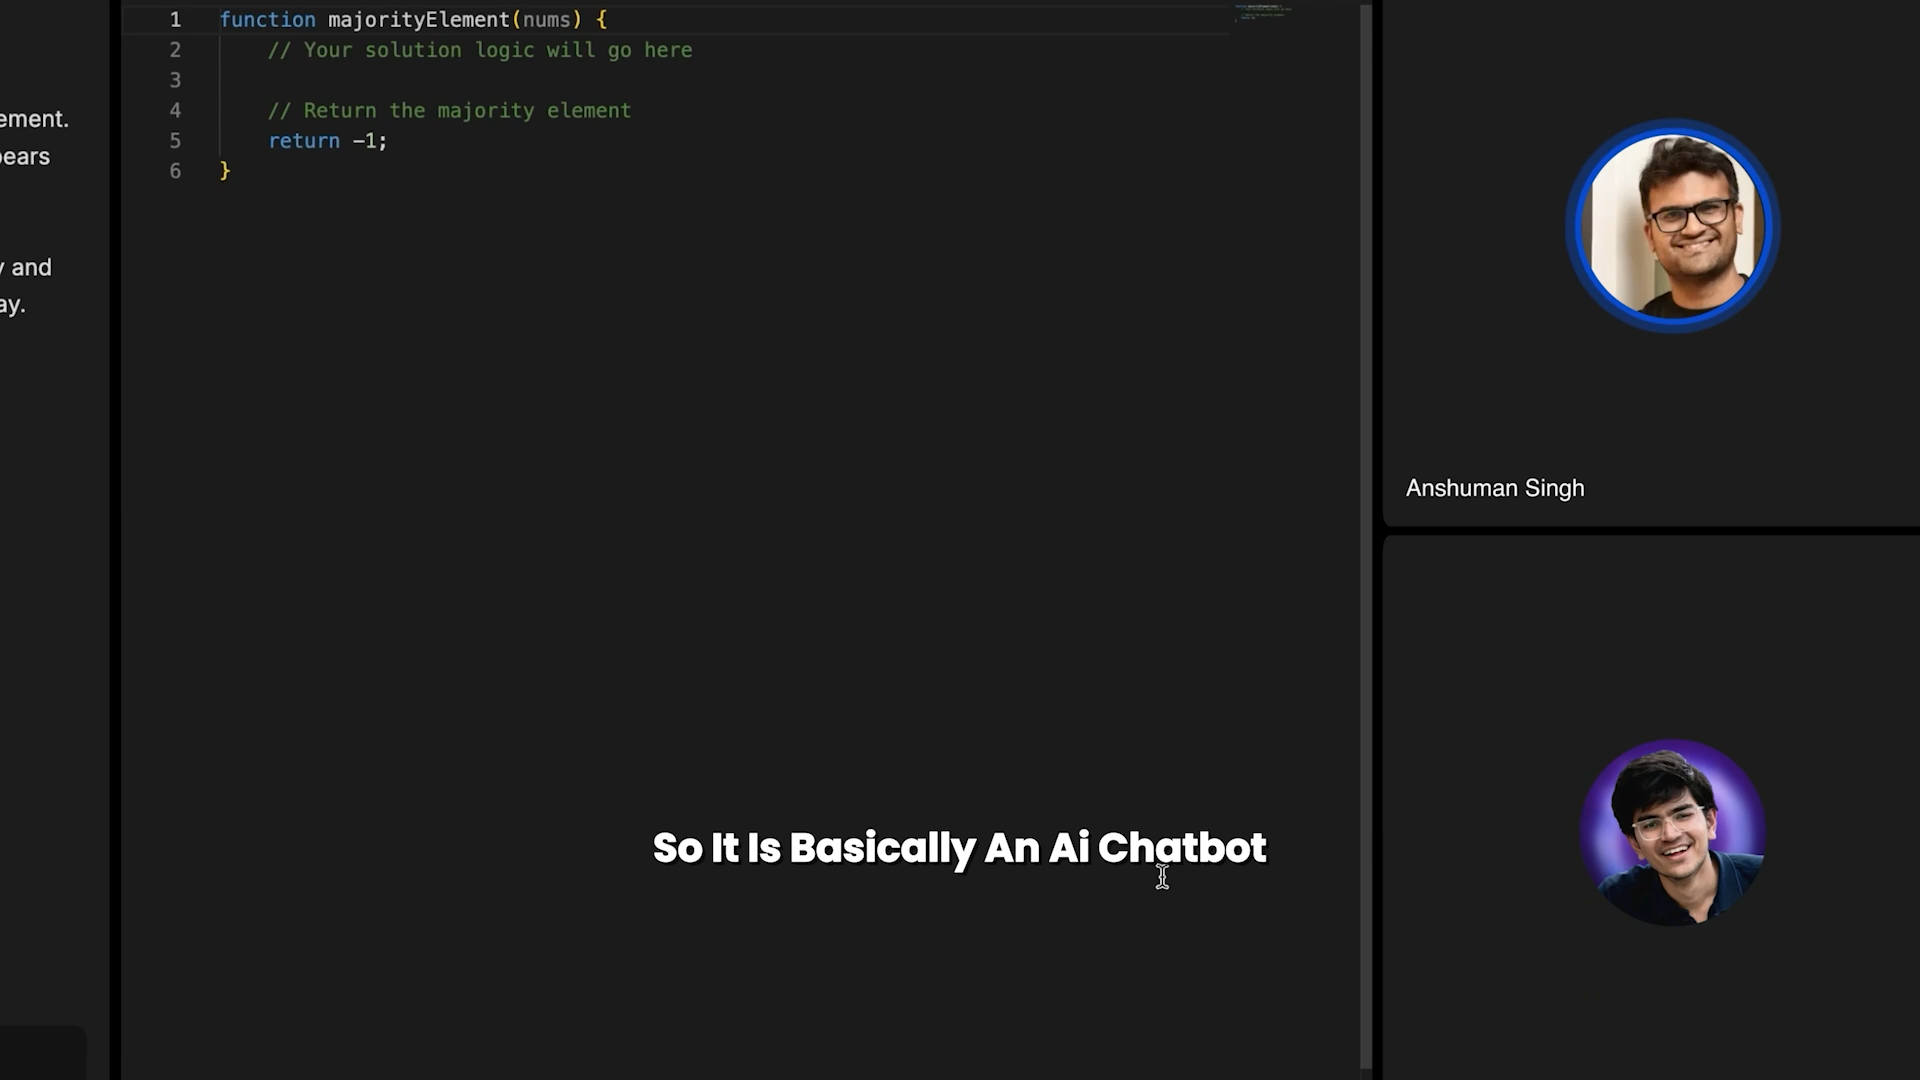 ement.
pears
y and
ay.
1 function majorityElement(nums) {
2 // Your solution logic will go here
3
4 // Return the majority element
5 return -1;
6 }
Anshuman Singh
So It Is Basically An Ai Chatbot